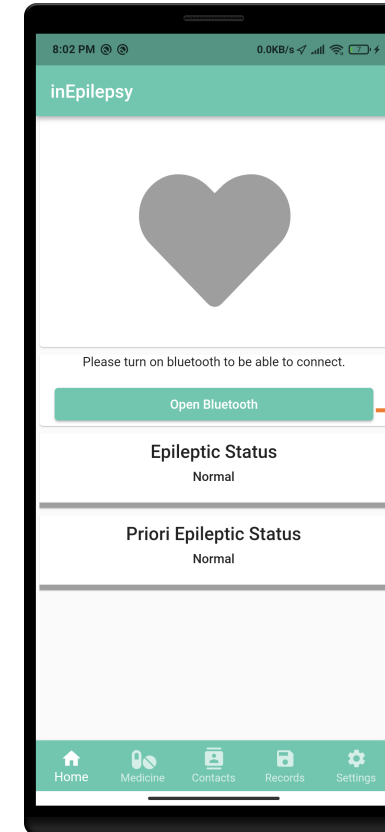 8:02 PM 0.0KB/s 7
inEpilepsy
Please turn on bluetooth to be able to connect.
Open Bluetooth
Epileptic Status
Normal
Priori Epileptic Status
Normal
Home Medicine Contacts Records Settings